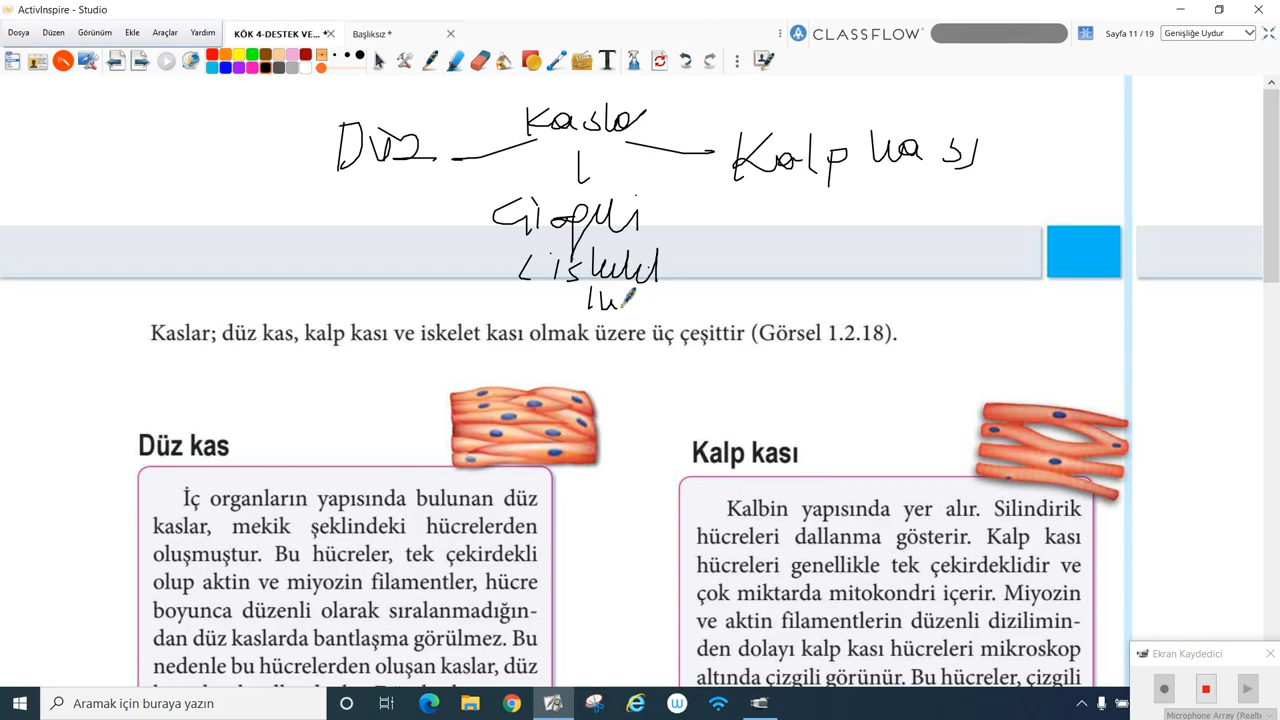 ActivInspire - Studio
Dosya Düzen Görünüm Ekle Araçlar Yardım
KÖK 4-DESTEK VE... *
Başlıksız *
CLASSFLOW
Sayfa 11 / 19
Genişliğe Uydur
Kaslar
Düz
Kalp kası
Çizgili
Kaslar; düz kas, kalp kası ve iskelet kası olmak üzere üç çeşittir (Görsel 1.2.18).
Düz kas
İç organların yapısında bulunan düz
kaslar, mekik şeklindeki hücrelerden
oluşmuştur. Bu hücreler, tek çekirdekli
olup aktin ve miyozin filamentler, hücre
boyunca düzenli olarak sıralanmadığın-
dan düz kaslarda bantlaşma görülmez. Bu
nedenle bu hücrelerden oluşan kaslar, düz
Kalp kası
Kalbin yapısında yer alır. Silindirik
hücreleri dallanma gösterir. Kalp kası
hücreleri genellikle tek çekirdeklidir ve
çok miktarda mitokondri içerir. Miyozin
ve aktin filamentlerin düzenli dizilimin-
den dolayı kalp kası hücreleri mikroskop
altında çizgili görünür. Bu hücreler, çizgili
Ekran Kaydedici
Microphone Array (Realte
Aramak için buraya yazın